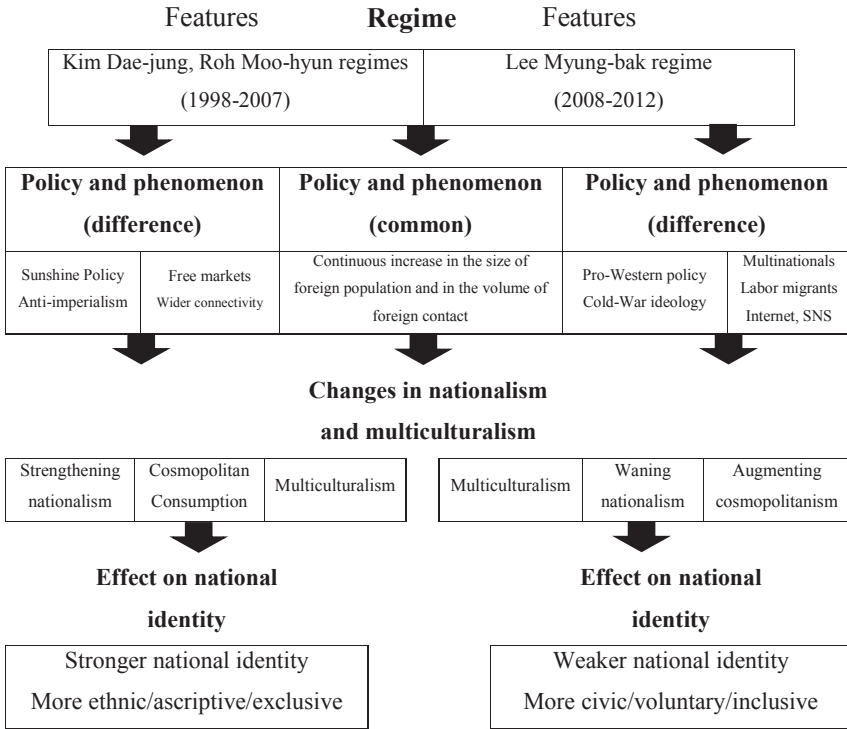 Features Regime Features
Kim Dae-jung, Roh Moo-hyun regimes
(1998-2007)
Lee Myung-bak regime
(2008-2012)
Policy and phenomenon
(difference)
Policy and phenomenon
(common)
Policy and phenomenon
(difference)
Sunshine Policy
Anti-imperialism
Free markets
Wider connectivity
Continuous increase in the size of
foreign population and in the volume of
foreign contact
Pro-Western policy
Cold-War ideology
Multinationals
Labor migrants
Internet, SNS
Changes in nationalism
and multiculturalism
Strengthening
nationalism
Cosmopolitan
Consumption
Multiculturalism
Multiculturalism
Waning
nationalism
Augmenting
cosmopolitanism
Effect on national
identity
Effect on national
identity
Stronger national identity
More ethnic/ascriptive/exclusive
Weaker national identity
More civic/voluntary/inclusive